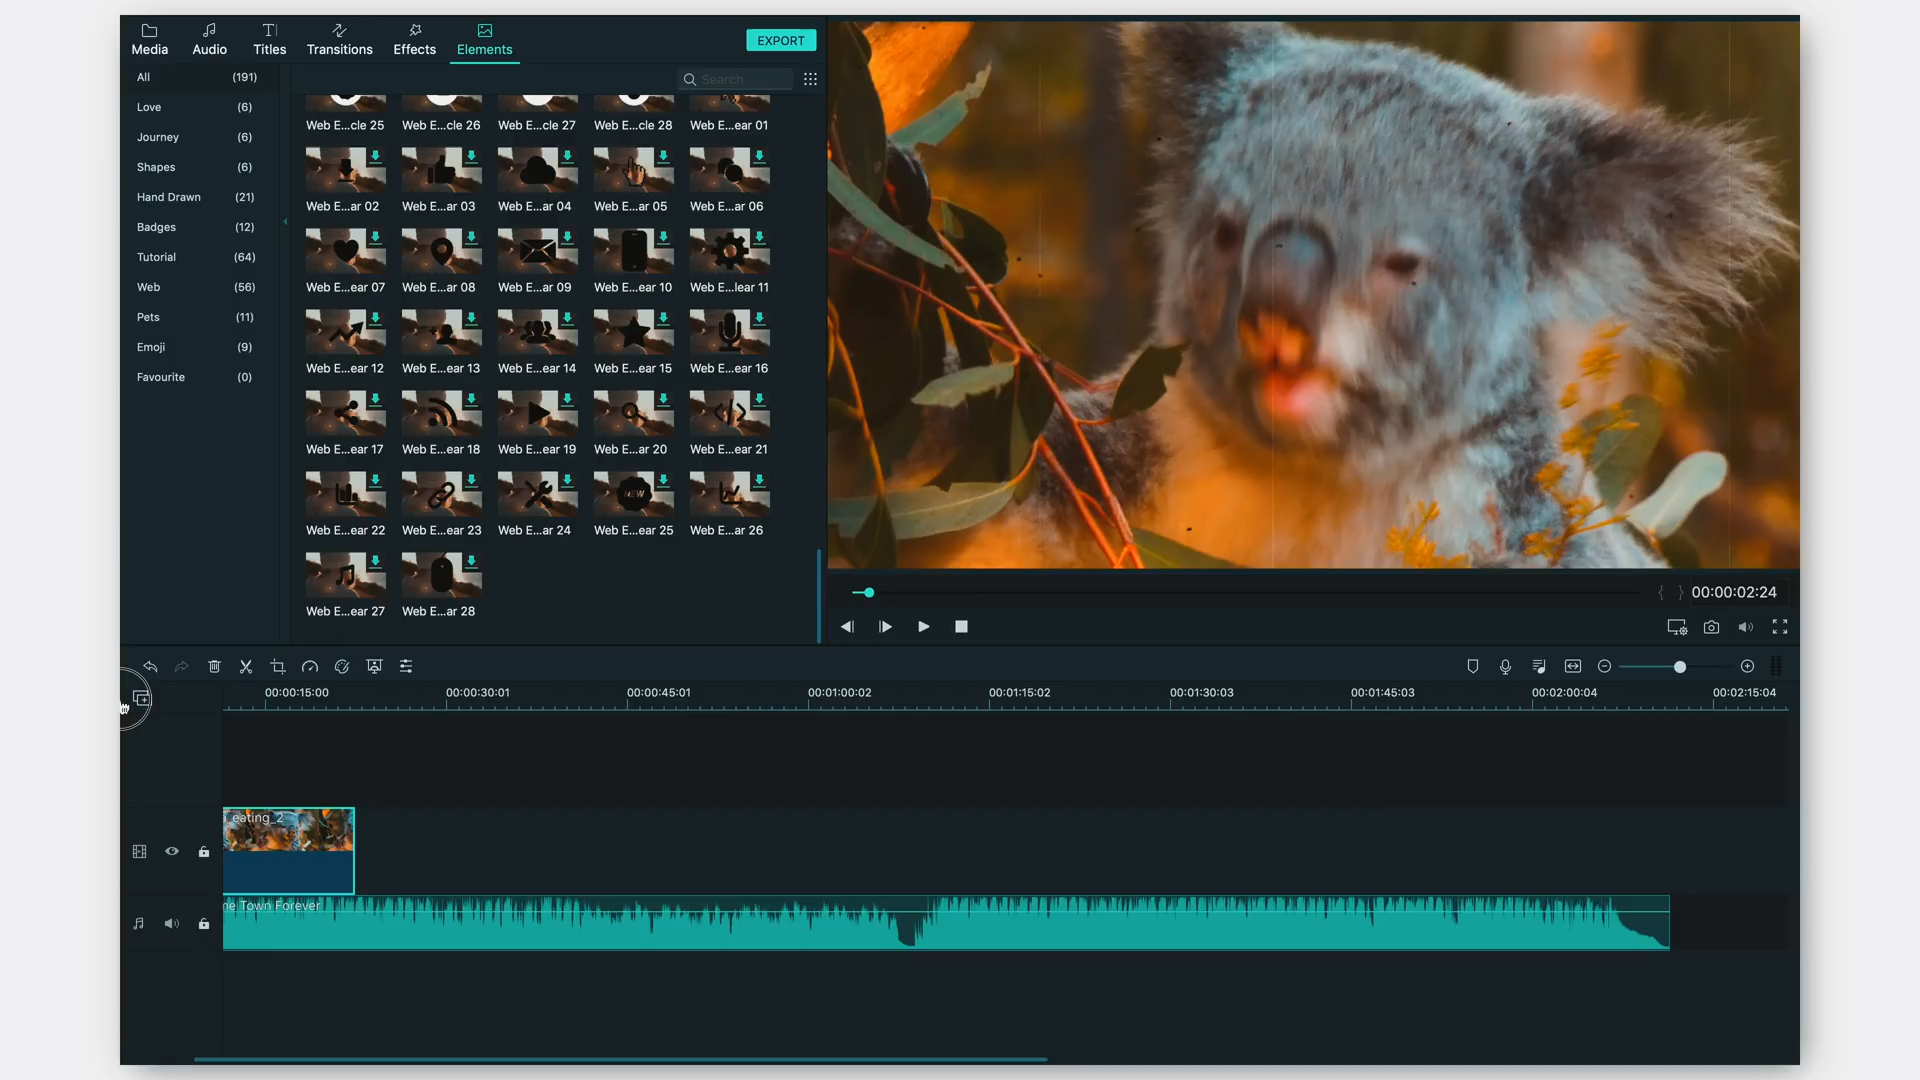 Media Audio Titles Transitions Effects Elements EXPORT
Search
All (191)
Love (6)
Journey (6)
Shapes (6)
Hand Drawn (21)
Badges (12)
Tutorial (64)
Web (56)
Pets (11)
Emoji (9)
Favourite (0)
Web E...cle 25 Web E...cle 26 Web E...cle 27 Web E...cle 28 Web E...ear 01
Web E...ar 02 Web E...ar 03 Web E...ar 04 Web E...ar 05 Web E...ar 06
Web E...ear 07 Web E...ar 08 Web E...ar 09 Web E...ear 10 Web E...lear 11
Web E...ear 12 Web E...ear 13 Web E...ear 14 Web E...ear 15 Web E...ear 16
Web E...ear 17 Web E...ear 18 Web E...ear 19 Web E...ar 20 Web E...ear 21
NEW
Web E...ear 22 Web E...ear 23 Web E...ar 24 Web E...ear 25 Web E...ar 26
Web E...ear 27 Web E...ar 28
00:00:02:24
00:00:15:00 00:00:30:01 00:00:45:01 00:01:00:02 00:01:15:02 00:01:30:03 00:01:45:03 00:02:00:04 00:02:15:04
eating_2
ne Town Forever